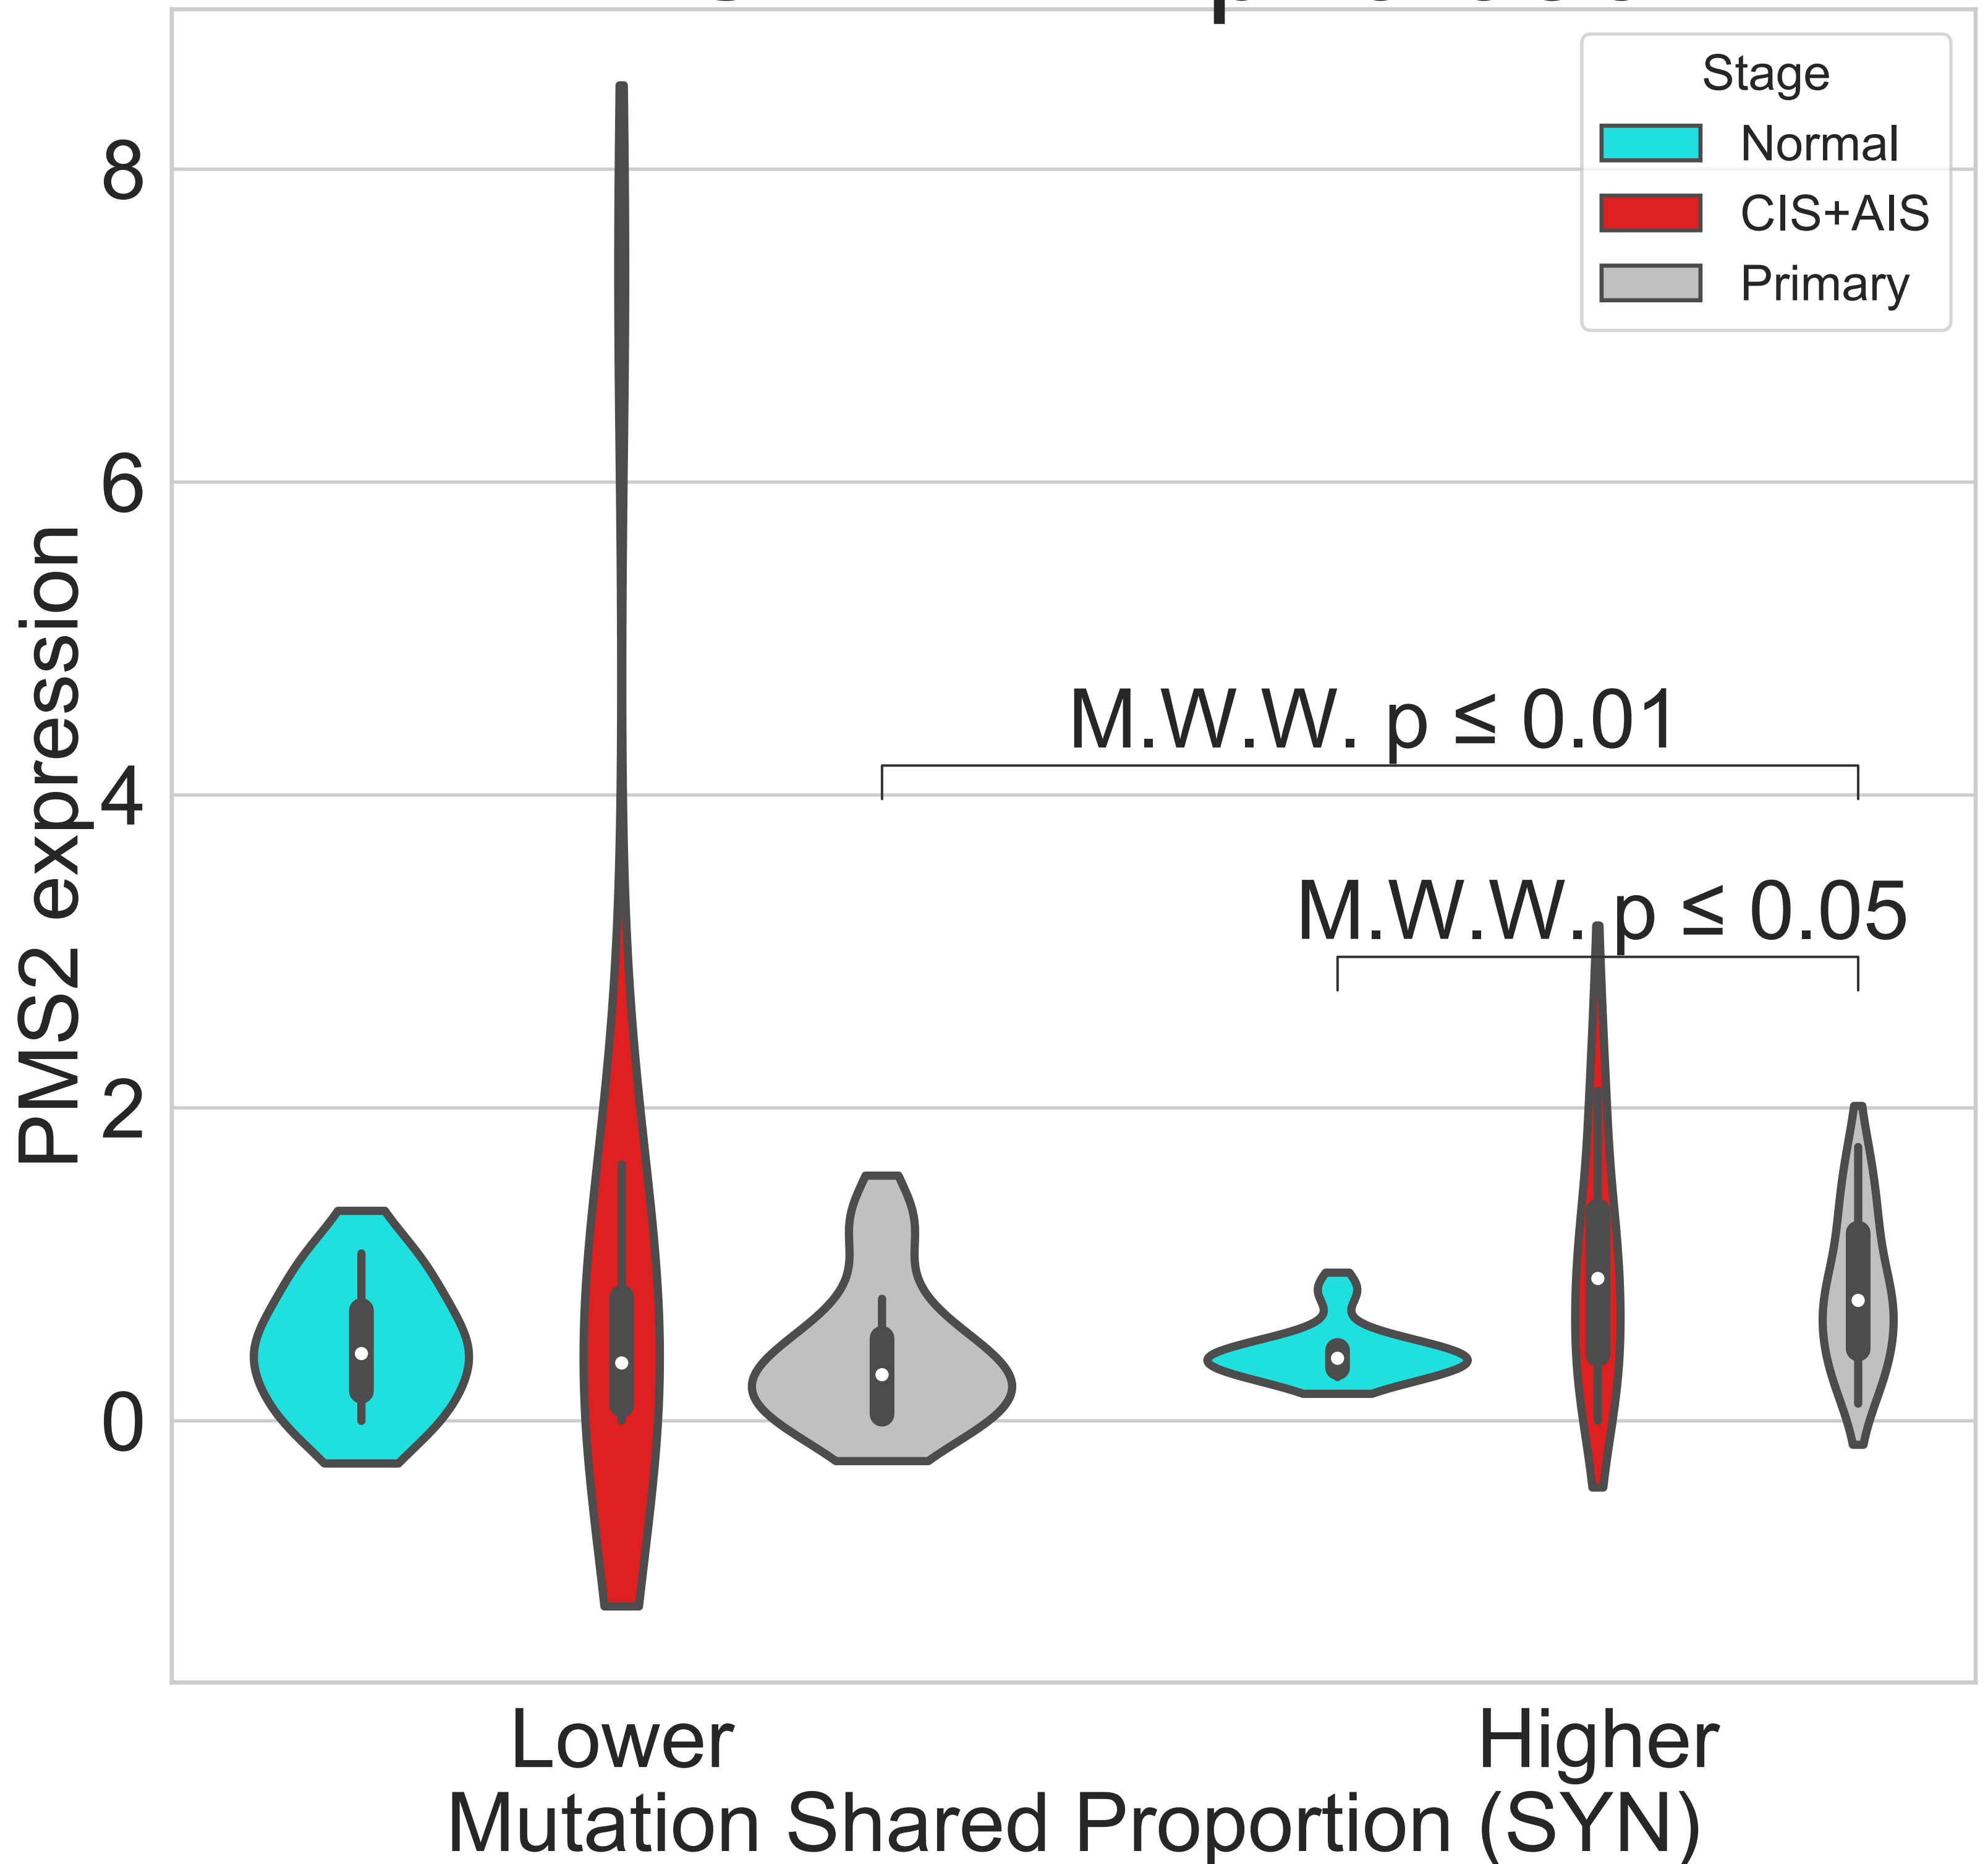 Stage
Normal
CIS+AIS
Primary
8
6
4
2
0
PMS2 expression
M.W.W. p ≤ 0.01
M.W.W. p ≤ 0.05
Lower
Higher
Mutation Shared Proportion (SYN)